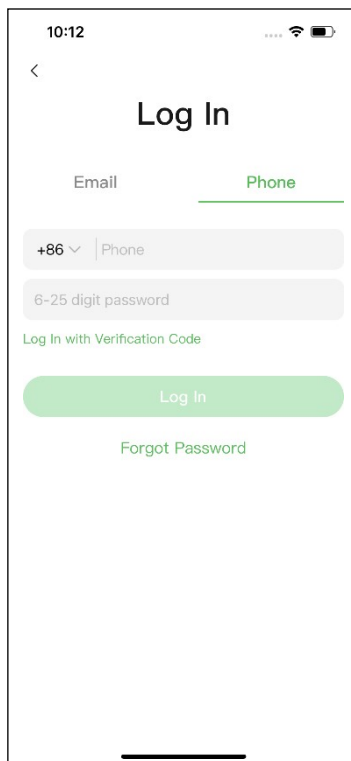 10:12
Log In
Email Phone
+86 Phone
6-25 digit password
Log In with Verification Code
Log In
Forgot Password